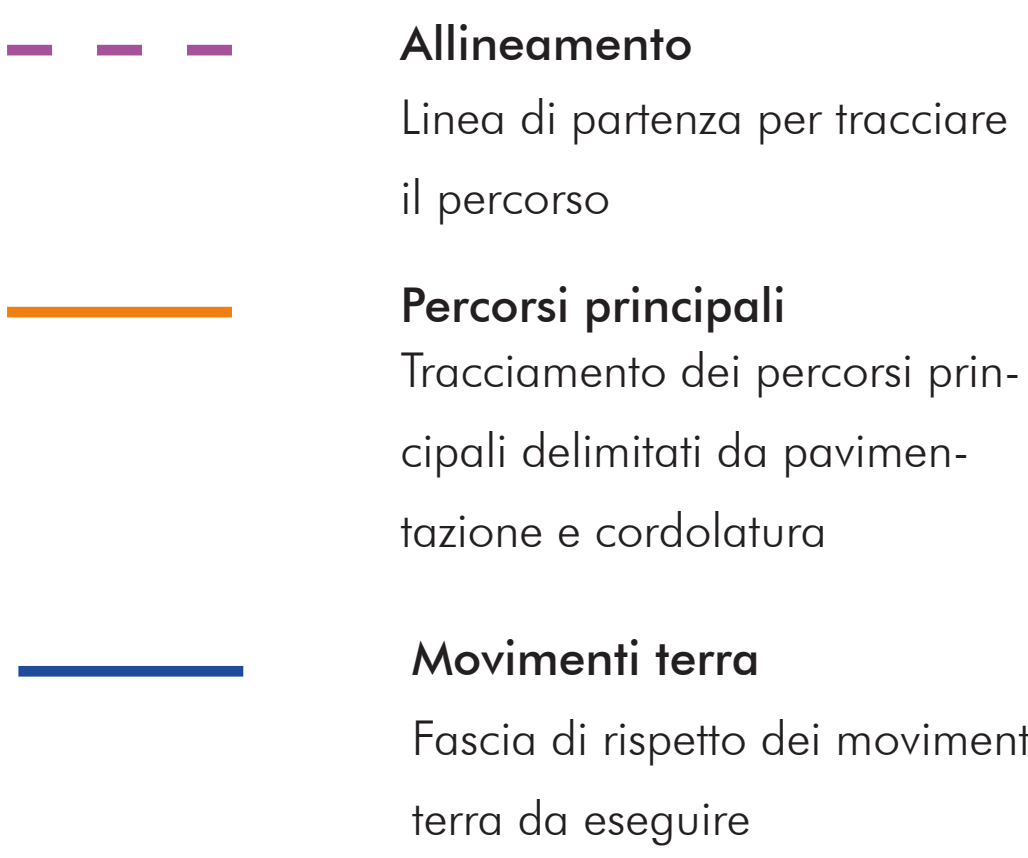 Allineamento
Linea di partenza per tracciare
il percorso
Percorsi principali
Tracciamento dei percorsi prin-
cipali delimitati da pavimen-
tazione e cordolatura
Movimenti terra
Fascia di rispetto dei moviment
terra da eseguire